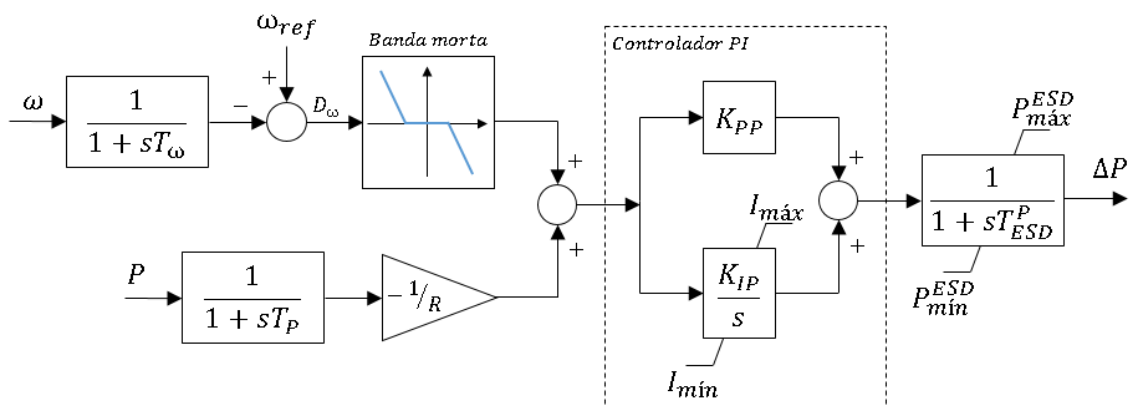 ω_ref
Banda morta
Controlador PI
+
ω
1
1 + sT_ω
−
D_ω
K_PP
P^ESD_máx
+
+
1
1 + sT^P_ESD
ΔP
I_máx
+
+
K_IP
s
P^ESD_mín
P
1
1 + sT_P
− 1/R
I_mín